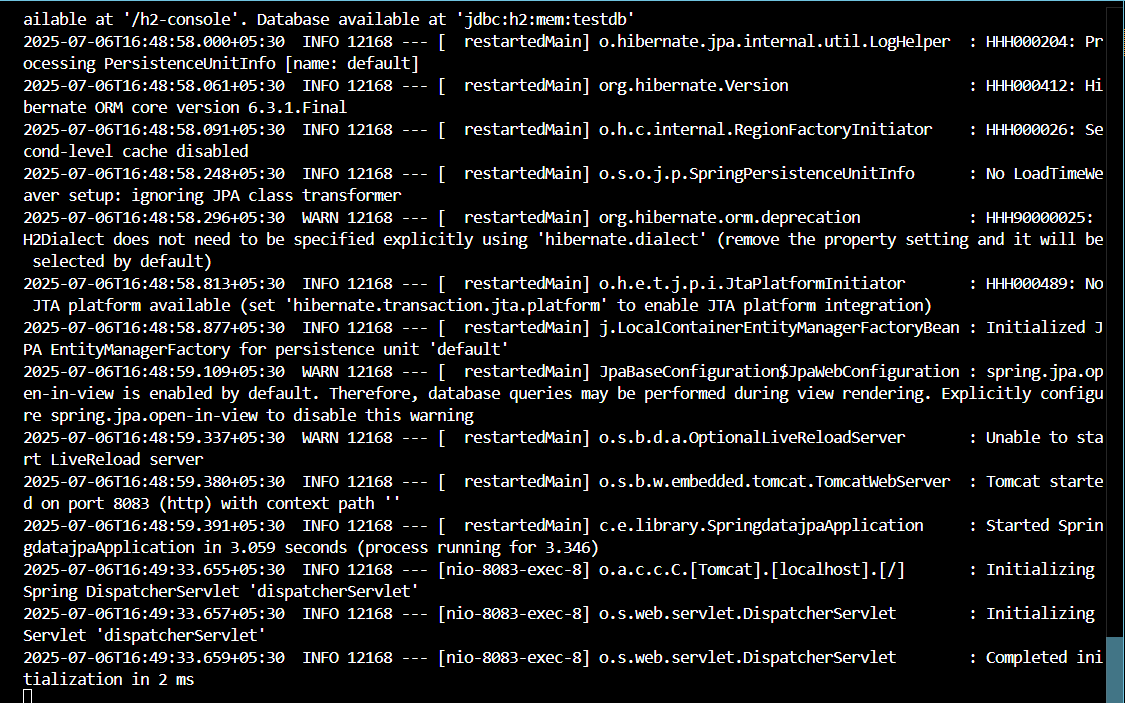 ailable at '/h2-console'. Database available at 'jdbc:h2:mem:testdb'
2025-07-06T16:48:58.000+05:30  INFO 12168 --- [  restartedMain] o.hibernate.jpa.internal.util.LogHelper  : HHH000204: Pr
ocessing PersistenceUnitInfo [name: default]
2025-07-06T16:48:58.061+05:30  INFO 12168 --- [  restartedMain] org.hibernate.Version                    : HHH000412: Hi
bernate ORM core version 6.3.1.Final
2025-07-06T16:48:58.091+05:30  INFO 12168 --- [  restartedMain] o.h.c.internal.RegionFactoryInitiator    : HHH000026: Se
cond-level cache disabled
2025-07-06T16:48:58.248+05:30  INFO 12168 --- [  restartedMain] o.s.o.j.p.SpringPersistenceUnitInfo      : No LoadTimeWe
aver setup: ignoring JPA class transformer
2025-07-06T16:48:58.296+05:30  WARN 12168 --- [  restartedMain] org.hibernate.orm.deprecation            : HHH90000025:
H2Dialect does not need to be specified explicitly using 'hibernate.dialect' (remove the property setting and it will be
 selected by default)
2025-07-06T16:48:58.813+05:30  INFO 12168 --- [  restartedMain] o.h.e.t.j.p.i.JtaPlatformInitiator       : HHH000489: No
 JTA platform available (set 'hibernate.transaction.jta.platform' to enable JTA platform integration)
2025-07-06T16:48:58.877+05:30  INFO 12168 --- [  restartedMain] j.LocalContainerEntityManagerFactoryBean : Initialized J
PA EntityManagerFactory for persistence unit 'default'
2025-07-06T16:48:59.109+05:30  WARN 12168 --- [  restartedMain] JpaBaseConfiguration$JpaWebConfiguration : spring.jpa.op
en-in-view is enabled by default. Therefore, database queries may be performed during view rendering. Explicitly configu
re spring.jpa.open-in-view to disable this warning
2025-07-06T16:48:59.337+05:30  WARN 12168 --- [  restartedMain] o.s.b.d.a.OptionalLiveReloadServer       : Unable to sta
rt LiveReload server
2025-07-06T16:48:59.380+05:30  INFO 12168 --- [  restartedMain] o.s.b.w.embedded.tomcat.TomcatWebServer  : Tomcat starte
d on port 8083 (http) with context path ''
2025-07-06T16:48:59.391+05:30  INFO 12168 --- [  restartedMain] c.e.library.SpringdatajpaApplication     : Started Sprin
gdatajpaApplication in 3.059 seconds (process running for 3.346)
2025-07-06T16:49:33.655+05:30  INFO 12168 --- [nio-8083-exec-8] o.a.c.c.C.[Tomcat].[localhost].[/]       : Initializing
Spring DispatcherServlet 'dispatcherServlet'
2025-07-06T16:49:33.657+05:30  INFO 12168 --- [nio-8083-exec-8] o.s.web.servlet.DispatcherServlet        : Initializing
Servlet 'dispatcherServlet'
2025-07-06T16:49:33.659+05:30  INFO 12168 --- [nio-8083-exec-8] o.s.web.servlet.DispatcherServlet        : Completed ini
tialization in 2 ms